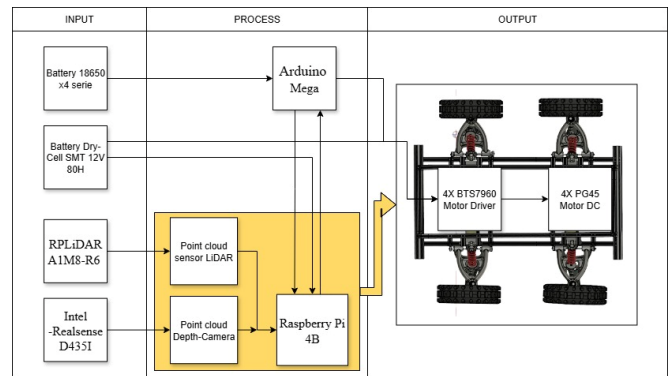 INPUT
PROCESS
OUTPUT
Battery 18650
x4 serie
Arduino
Mega
Battery Dry-
Cell SMT 12V
80H
4X BTS7960
Motor Driver
4X PG45
Motor DC
RPLiDAR
A1M8-R6
Point cloud
sensor LiDAR
Intel
-Realsense
D435I
Point cloud
Depth-Camera
Raspberry Pi
4B